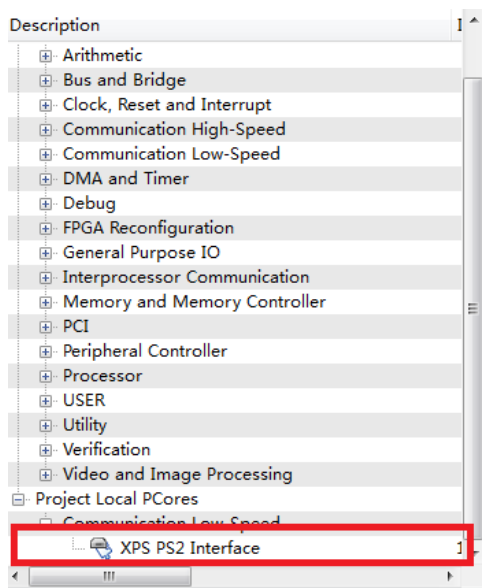 Description I
Arithmetic
Bus and Bridge
Clock, Reset and Interrupt
Communication High-Speed
Communication Low-Speed
DMA and Timer
Debug
FPGA Reconfiguration
General Purpose IO
Interprocessor Communication
Memory and Memory Controller
PCI
Peripheral Controller
Processor
USER
Utility
Verification
Video and Image Processing
Project Local PCores
Communication Low-Speed
XPS PS2 Interface 1